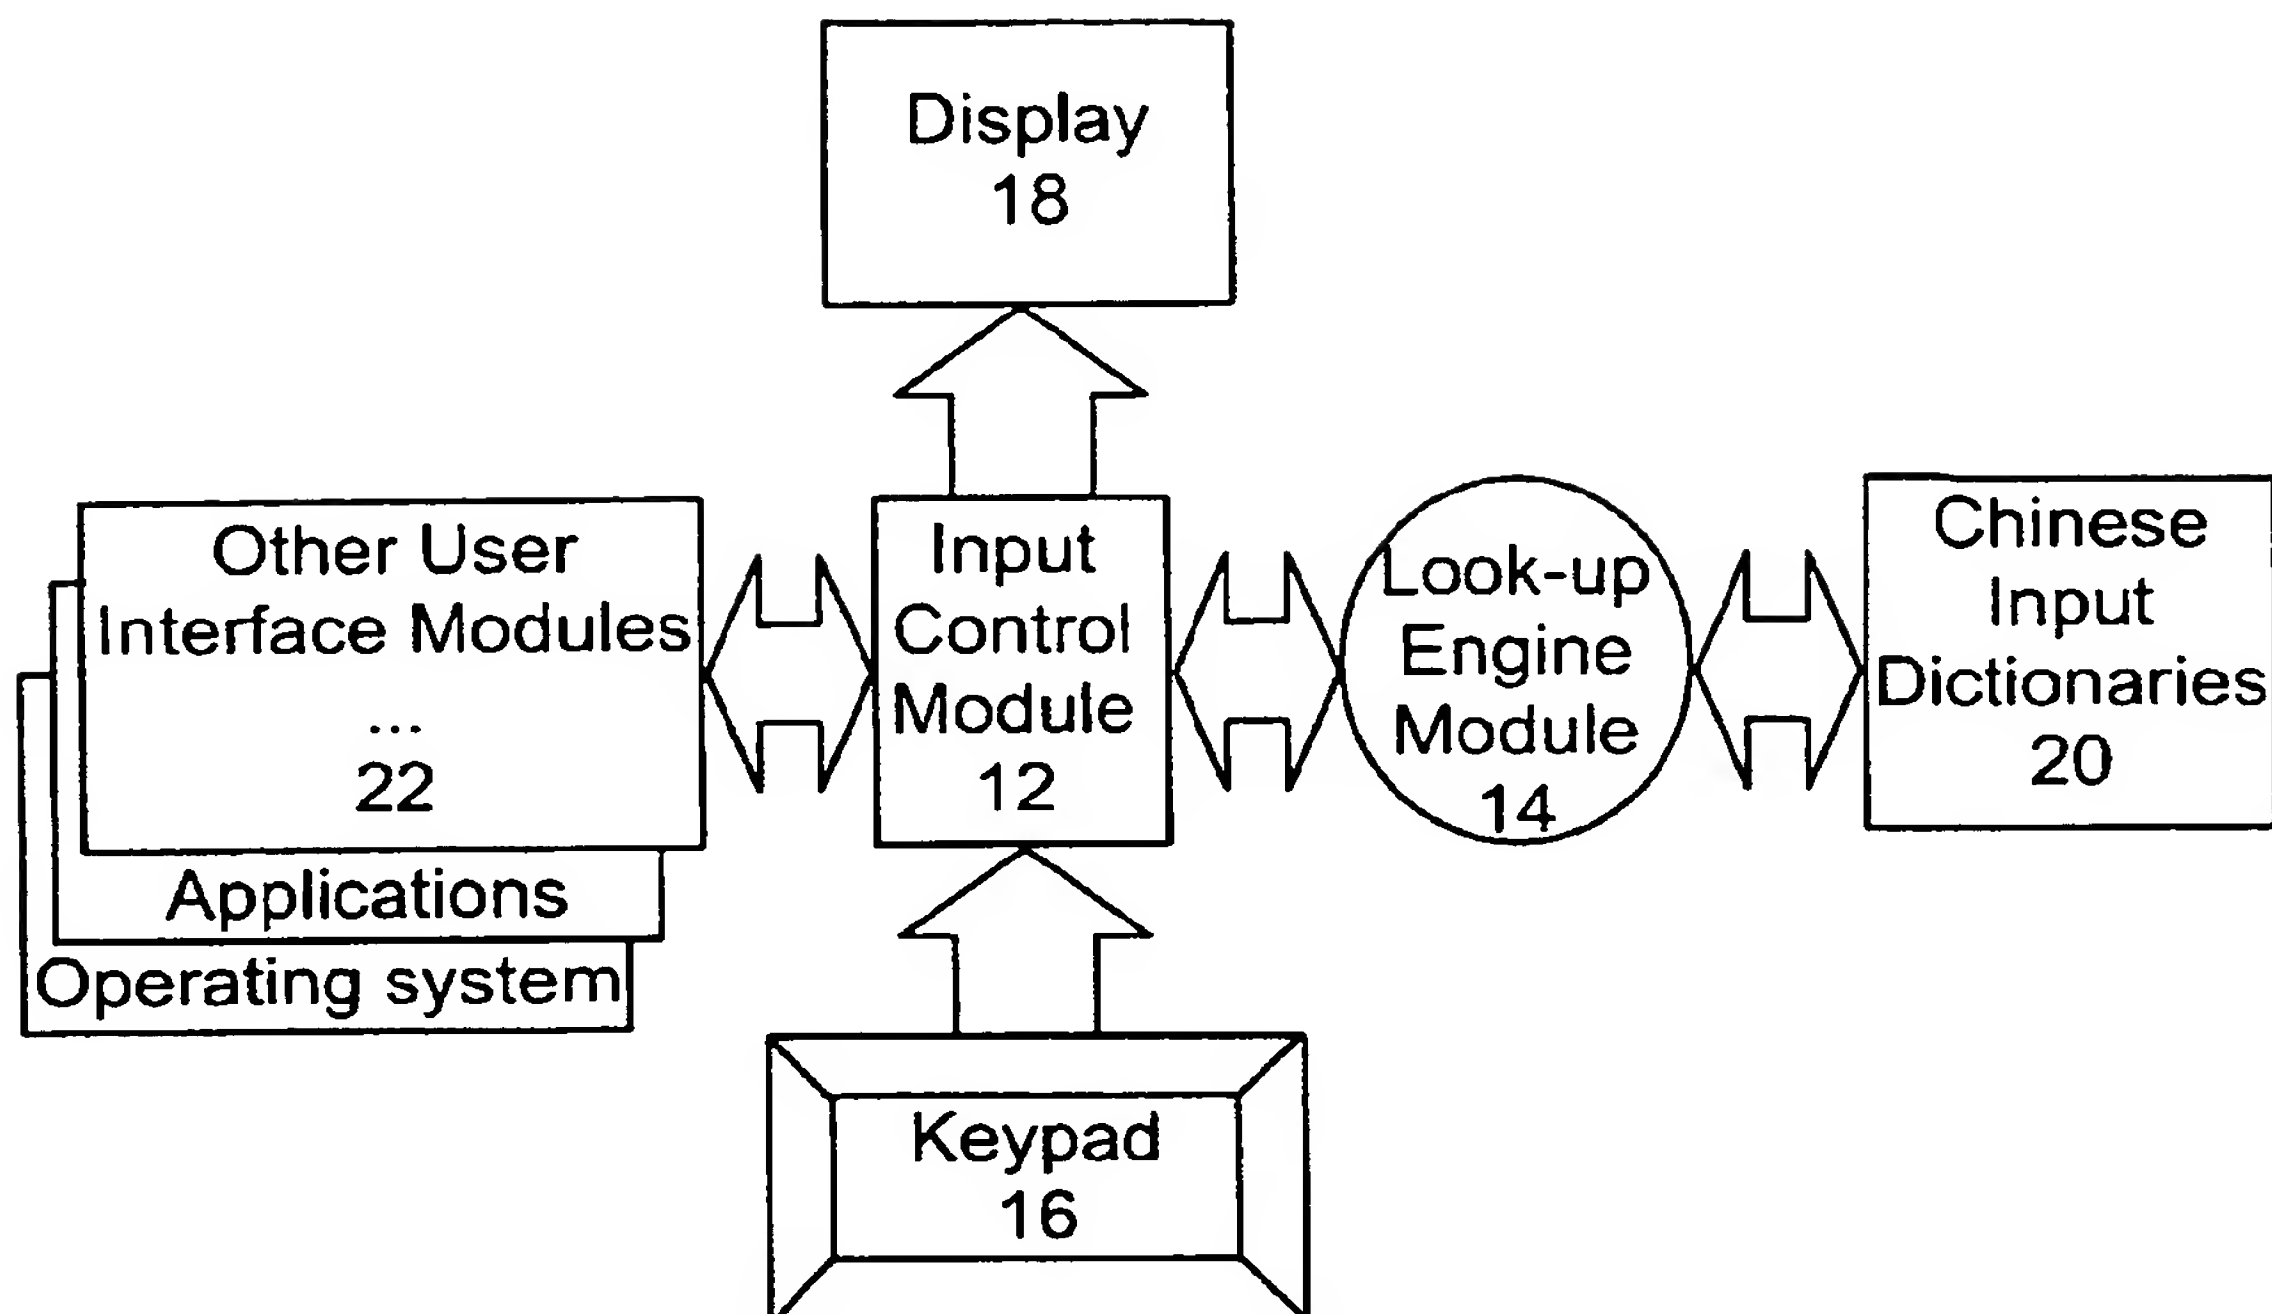 Display
18
Other User
Interface Modules
...
22
Applications
Operating system
Input
Control
Module
12
Look-up
Engine
Module
14
Chinese
Input
Dictionaries
20
Keypad
16